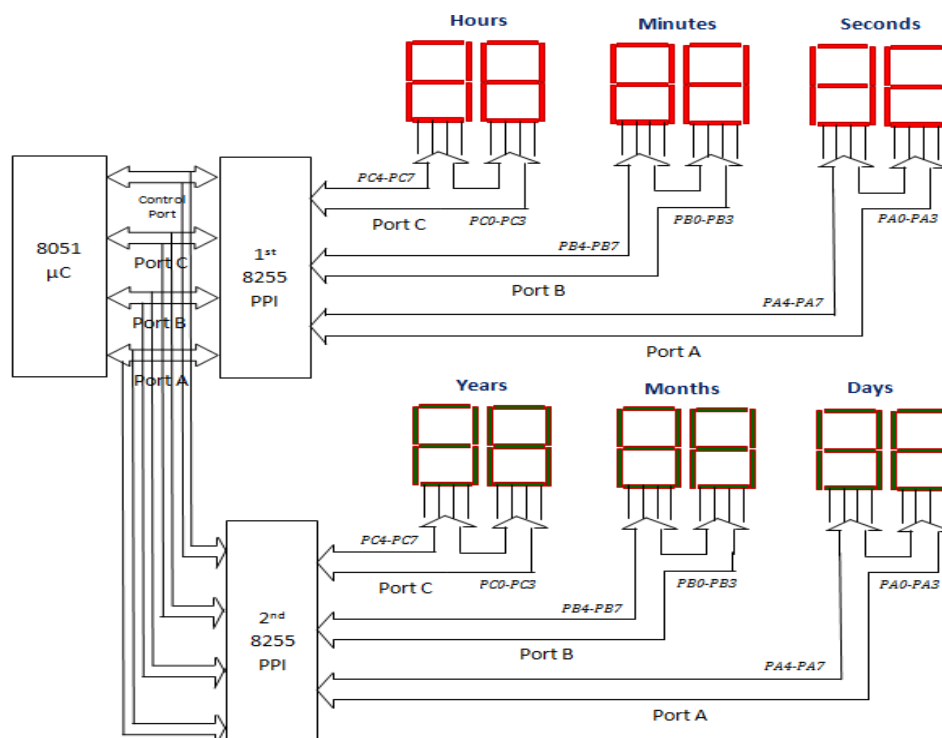 Hours Minutes Seconds
PC4-PC7
PC0-PC3 PB0-PB3 PA0-PA3
Control
Port
Port C
8051
µC
Port C
1st
8255
PPI
PB4-PB7
Port B
Port B
PA4-PA7
Port A
Port A
Years Months Days
PC4-PC7
Port C PC0-PC3 PB0-PB3 PA0-PA3
PB4-PB7
2nd
8255
PPI
Port B
PA4-PA7
Port A